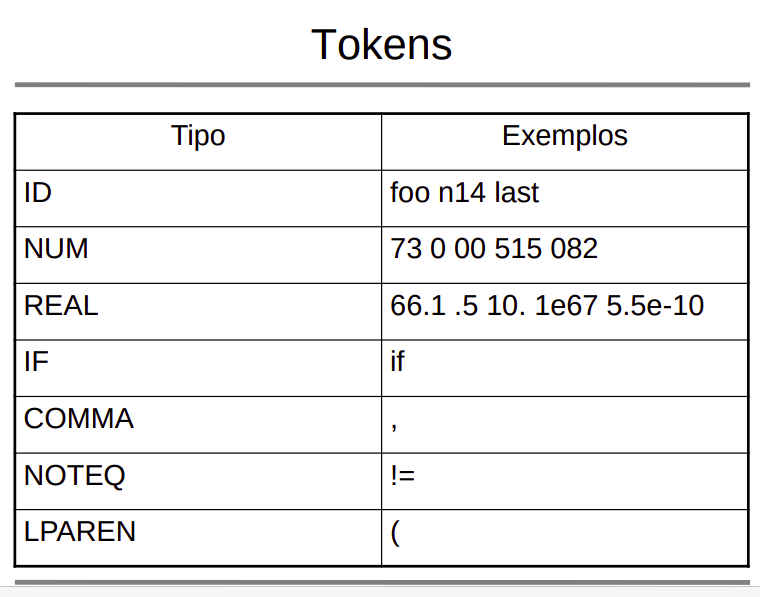 Tokens
Tipo Exemplos
ID foo n14 last
NUM 73 0 00 515 082
REAL 66.1 .5 10. 1e67 5.5e-10
IF if
COMMA ,
NOTEQ !=
LPAREN (